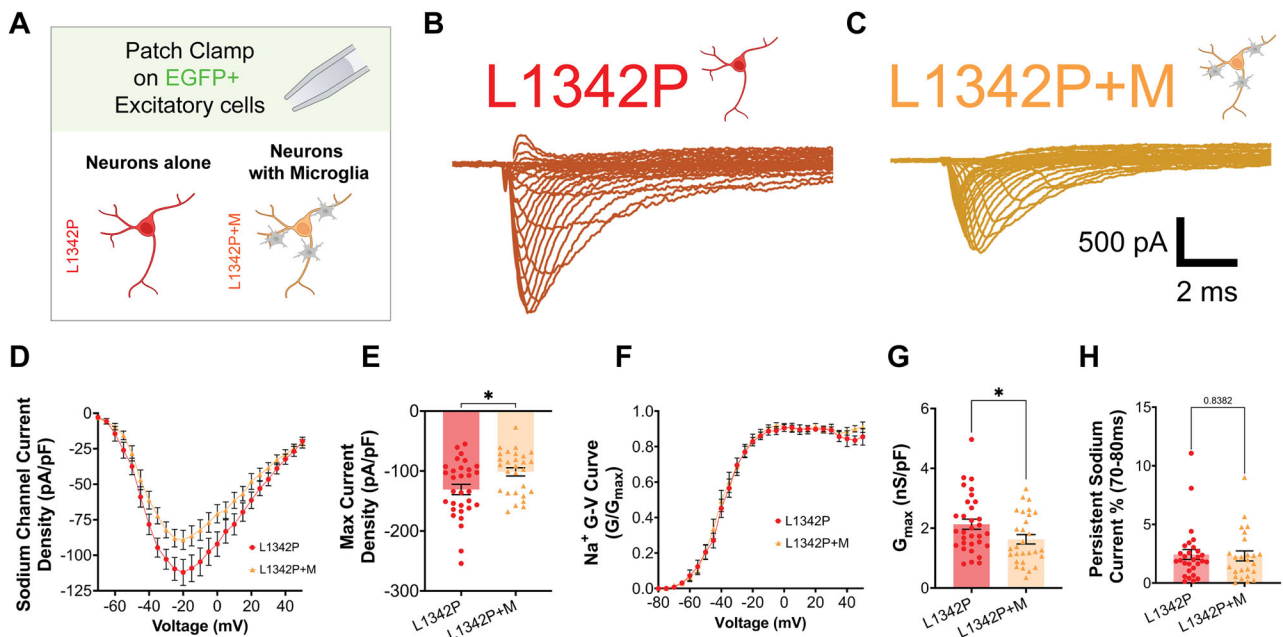 A
Patch Clamp
on EGFP+
Excitatory cells
Neurons alone
Neurons
with Microglia
L1342P
L1342P+M
B
L1342P
C
L1342P+M
500 pA
2 ms
D
Sodium Channel Current
Density (pA/pF)
0
-25
-50
-75
-100
-125
-60
-40
-20
0
20
40
Voltage (mV)
L1342P
L1342P+M
E
Max Current
Density (pA/pF)
0
-100
-200
-300
*
L1342P
L1342P+M
F
Na+ G-V Curve
(G/Gmax)
1.0
0.8
0.6
0.4
0.2
0.0
-80
-60
-40
-20
0
20
40
Voltage (mV)
L1342P
L1342P+M
G
Gmax (nS/pF)
6
4
2
0
*
L1342P
L1342P+M
H
Persistent Sodium
Current % (70-80ms)
15
10
5
0
0.8382
L1342P
L1342P+M